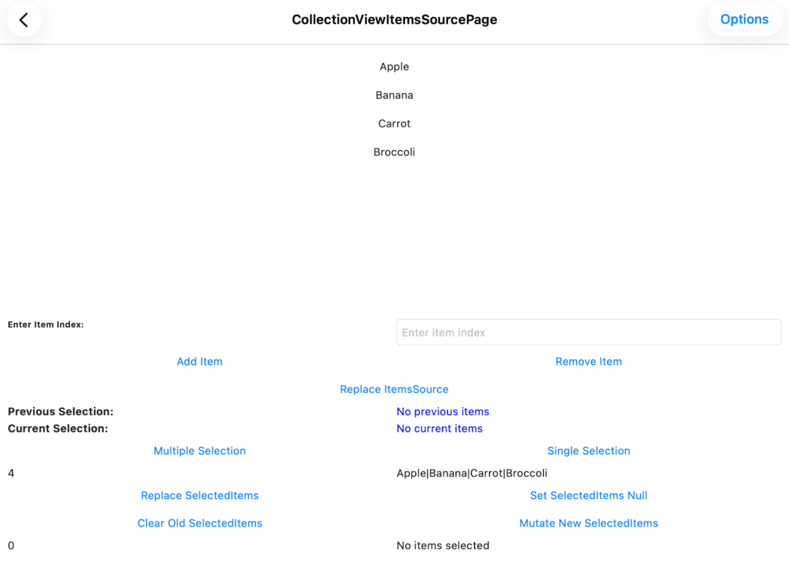 CollectionViewItemsSourcePage
Options
Apple
Banana
Carrot
Broccoli
Enter Item Index:
Enter item index
Add Item
Remove Item
Replace ItemsSource
Previous Selection:
No previous items
Current Selection:
No current items
Multiple Selection
Single Selection
4
Apple|Banana|Carrot|Broccoli
Replace SelectedItems
Set SelectedItems Null
Clear Old SelectedItems
Mutate New SelectedItems
0
No items selected